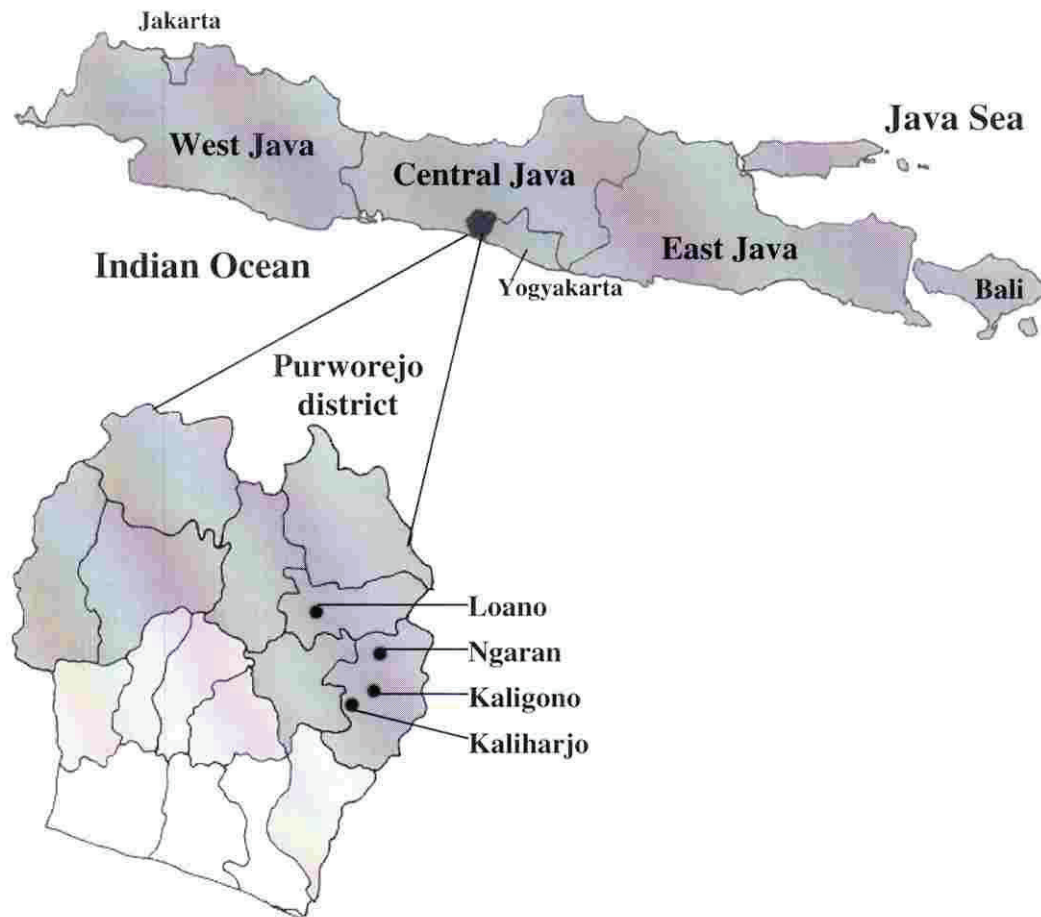 Jakarta
Java Sea
West Java
Central Java
East Java
Indian Ocean
Yogyakarta
Bali
Purworejo
district
Loano
Ngaran
Kaligono
Kaliharjo